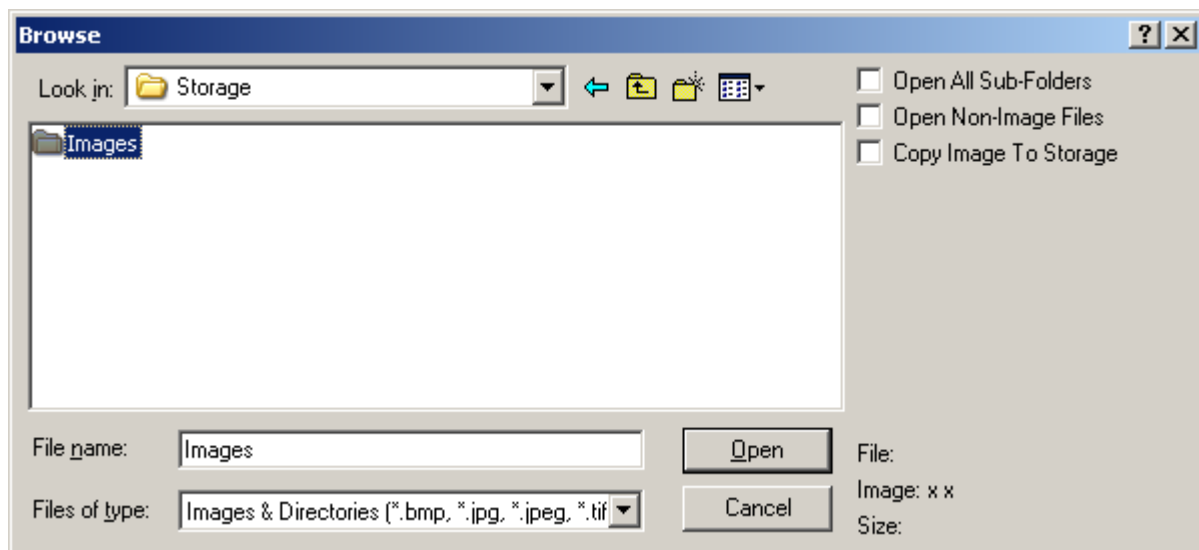 Browse
Look in: Storage
Open All Sub-Folders
Open Non-Image Files
Copy Image To Storage
Images
File name: Images
Open
File:
Files of type: Images & Directories (*.bmp, *.jpg, *.jpeg, *.tif
Cancel
Image: x x
Size: